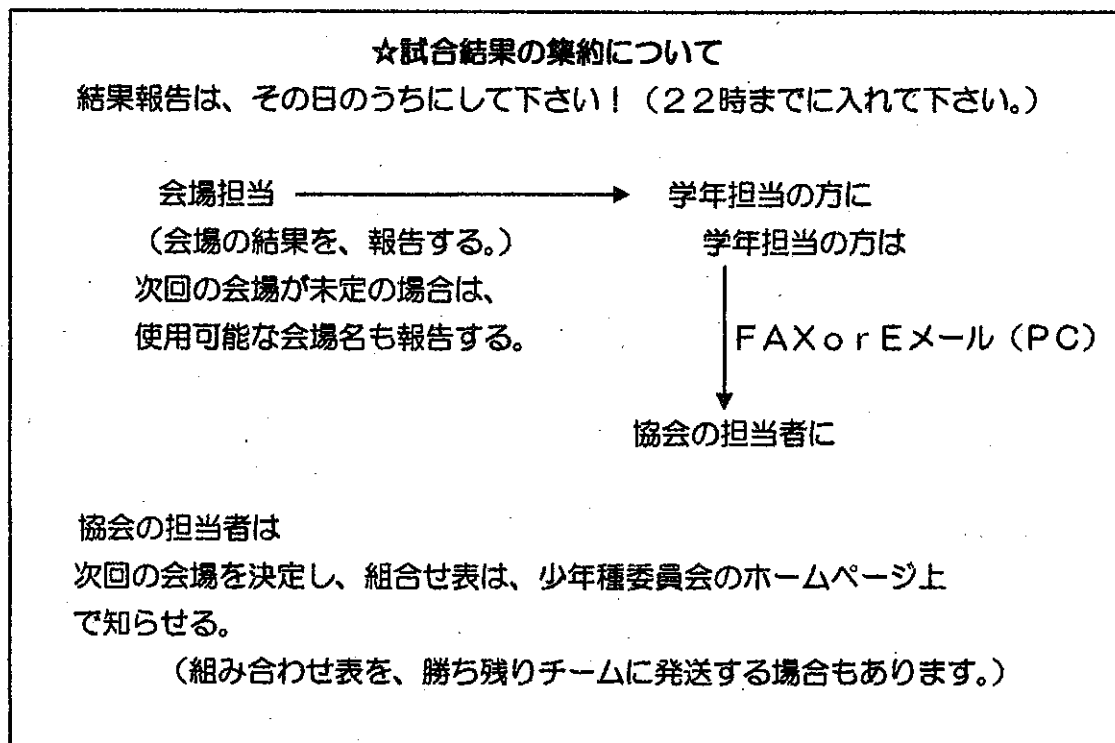 ☆試合結果の集約について
結果報告は、その日のうちにして下さい!(22時までに入れて下さい。)
会場担当
学年担当の方に
(会場の結果を、報告する。)
学年担当の方は
次回の会場が未定の場合は、
使用可能な会場名も報告する。
FAXorEメール(PC)
協会の担当者に
協会の担当者は
次回の会場を決定し、組合せ表は、少年種委員会のホームページ上
で知らせる。
(組み合わせ表を、勝ち残りチームに発送する場合もあります。)